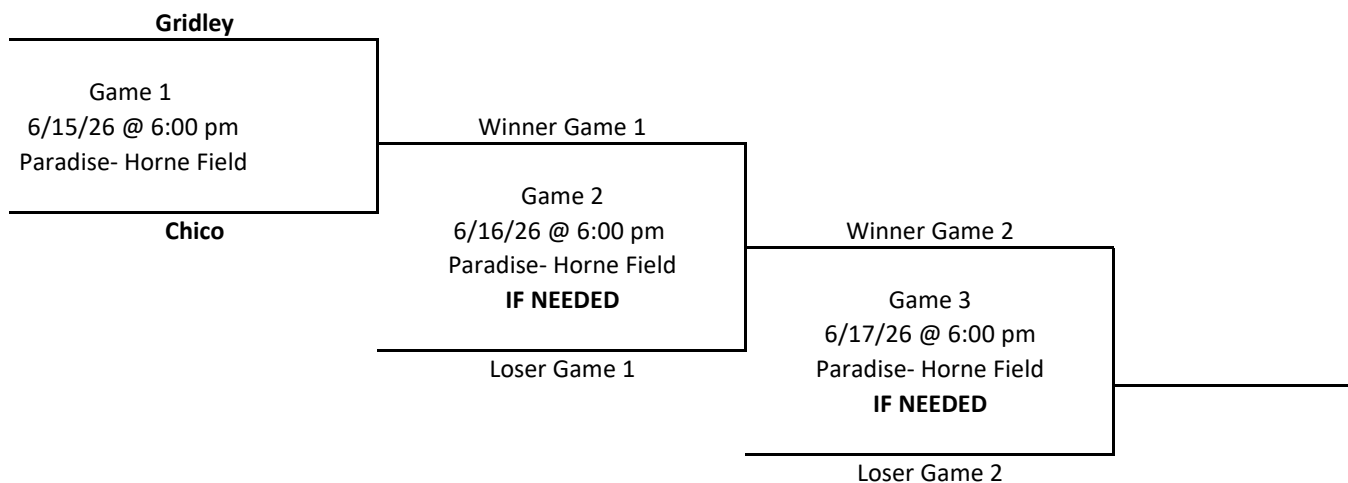 Gridley
Game 1
6/15/26 @ 6:00 pm
Paradise- Horne Field
Chico
Winner Game 1
Game 2
6/16/26 @ 6:00 pm
Paradise- Horne Field
IF NEEDED
Loser Game 1
Winner Game 2
Game 3
6/17/26 @ 6:00 pm
Paradise- Horne Field
IF NEEDED
Loser Game 2